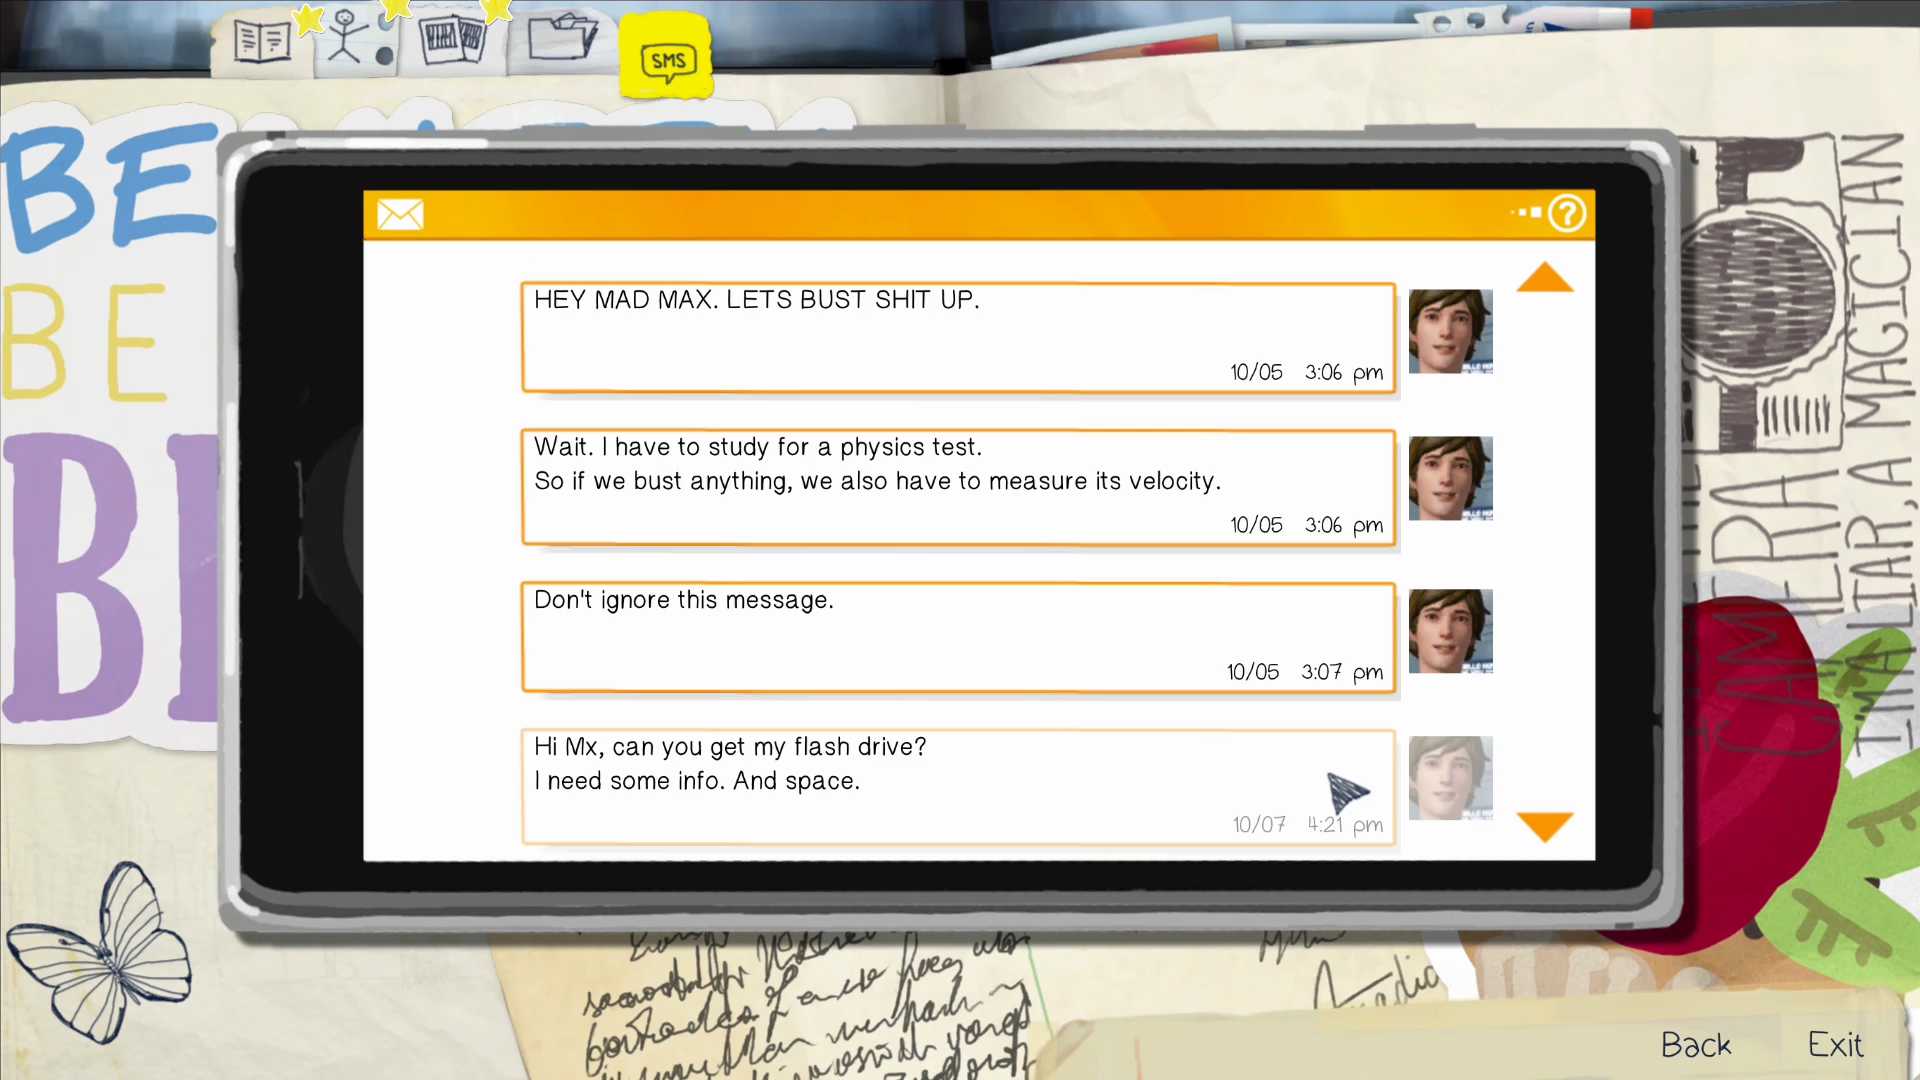 SMS
BE
BE
HEY MAD MAX. LETS BUST SHIT UP.
10/05 3:06 pm
Wait. I have to study for a physics test.
So if we bust anything, we also have to measure its velocity.
10/05 3:06 pm
Don't ignore this message.
10/05 3:07 pm
Hi Mx, can you get my flash drive?
I need some info. And space.
10/07 4:21 pm
?
CAMERA
I'M A LIAR, A MAGICIAN
Back
Exit